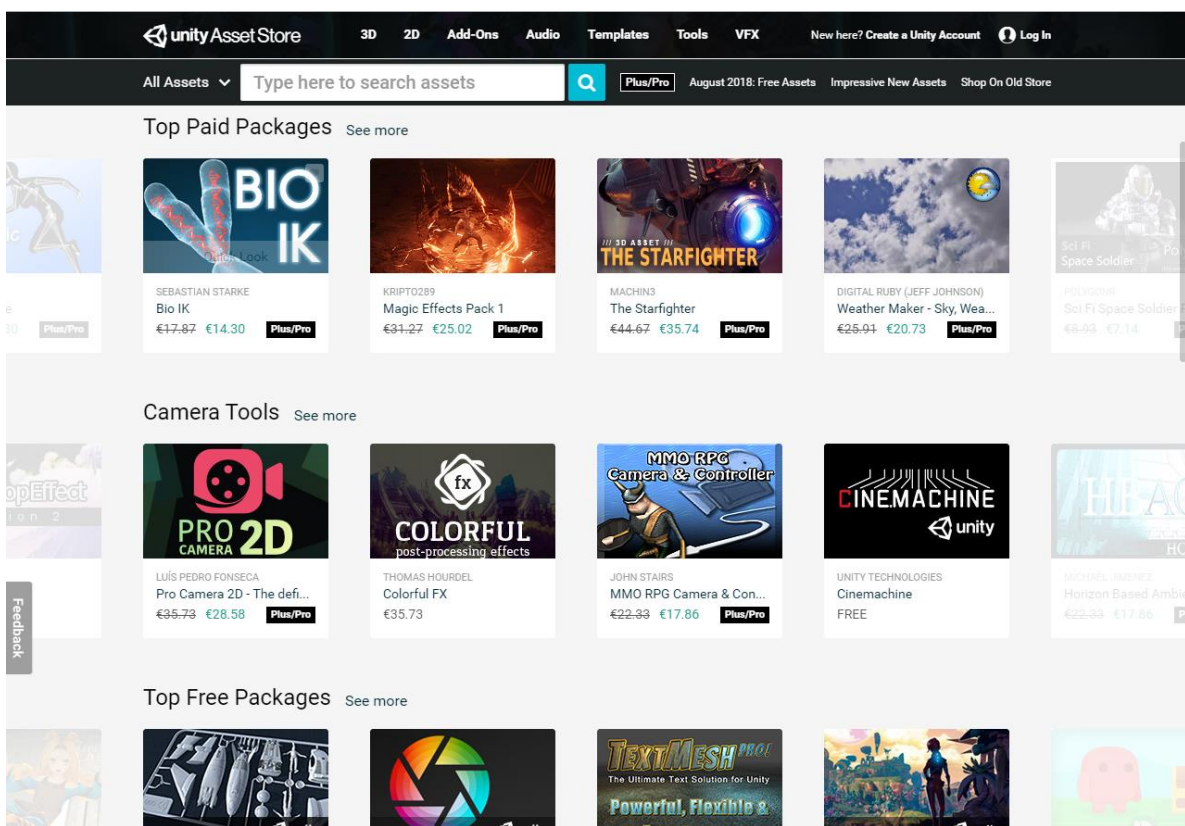 unity Asset Store
3D 2D Add-Ons Audio Templates Tools VFX
New here? Create a Unity Account Log In
All Assets Type here to search assets
Plus/Pro August 2018: Free Assets Impressive New Assets Shop On Old Store
Top Paid Packages See more
BIO
IK
Quick Look
/// 3D ASSET ///
THE STARFIGHTER
Sci Fi
Space Soldier
SEBASTIAN STARKE
Bio IK
€17.87 €14.30 Plus/Pro
KRIPTO289
Magic Effects Pack 1
€31.27 €25.02 Plus/Pro
MACHIN3
The Starfighter
€44.67 €35.74 Plus/Pro
DIGITAL RUBY (JEFF JOHNSON)
Weather Maker - Sky, Wea...
€25.91 €20.73 Plus/Pro
POLYGONS
Sci Fi Space Soldier
€8.93 €7.14
Plus/Pro
Camera Tools See more
PRO
CAMERA 2D
fx
COLORFUL
post-processing effects
MMO RPG
Camera & Controller
CINEMACHINE
unity
LUÍS PEDRO FONSECA
Pro Camera 2D - The defi...
€35.73 €28.58 Plus/Pro
THOMAS HOURDEL
Colorful FX
€35.73
JOHN STAIRS
MMO RPG Camera & Con...
€22.33 €17.86 Plus/Pro
UNITY TECHNOLOGIES
Cinemachine
FREE
MICHAËL JIMENEZ
Horizon Based Ambie
€22.33 €17.86
Feedback
Top Free Packages See more
TEXTMESH PRO
The Ultimate Text Solution for Unity
Powerful, Flexible &